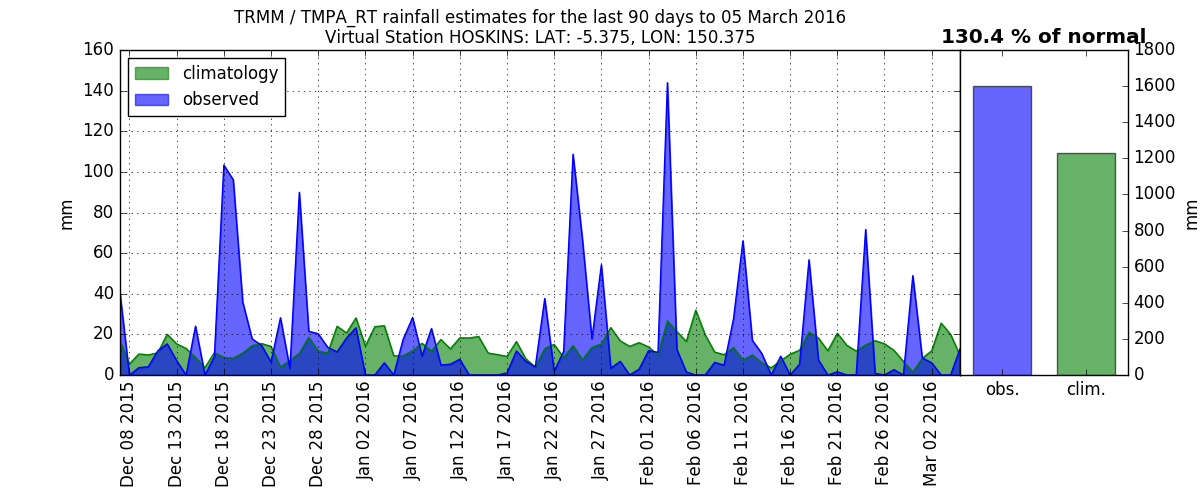 TRMM / TMPA_RT rainfall estimates for the last 90 days to 05 March 2016
Virtual Station HOSKINS: LAT: -5.375, LON: 150.375
130.4 % of normal
climatology
observed
160
140
120
100
80
60
40
20
0
mm
Dec 08 2015
Dec 13 2015
Dec 18 2015
Dec 23 2015
Dec 28 2015
Jan 02 2016
Jan 07 2016
Jan 12 2016
Jan 17 2016
Jan 22 2016
Jan 27 2016
Feb 01 2016
Feb 06 2016
Feb 11 2016
Feb 16 2016
Feb 21 2016
Feb 26 2016
Mar 02 2016
obs.
clim.
1800
1600
1400
1200
1000
800
600
400
200
0
mm